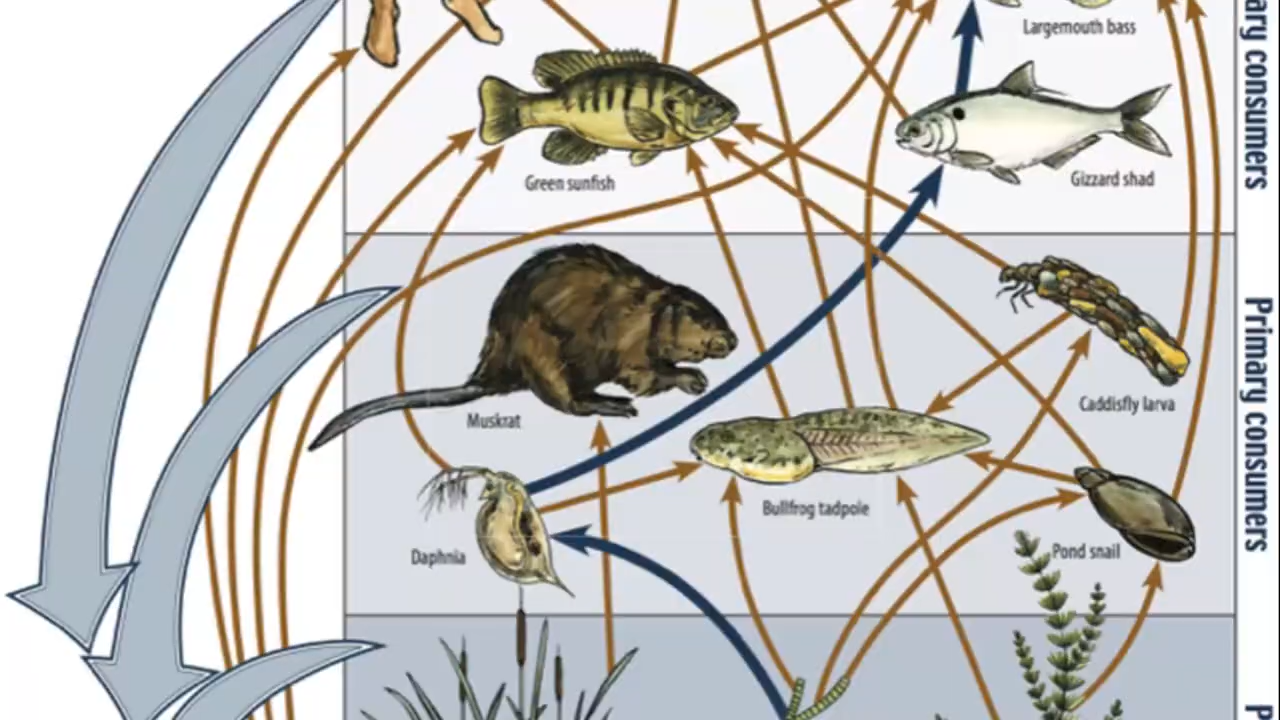 Largemouth bass
ary consumers
Green sunfish
Gizzard shad
Muskrat
Caddisfly larva
Primary consumers
Bullfrog tadpole
Daphnia
Pond snail
P